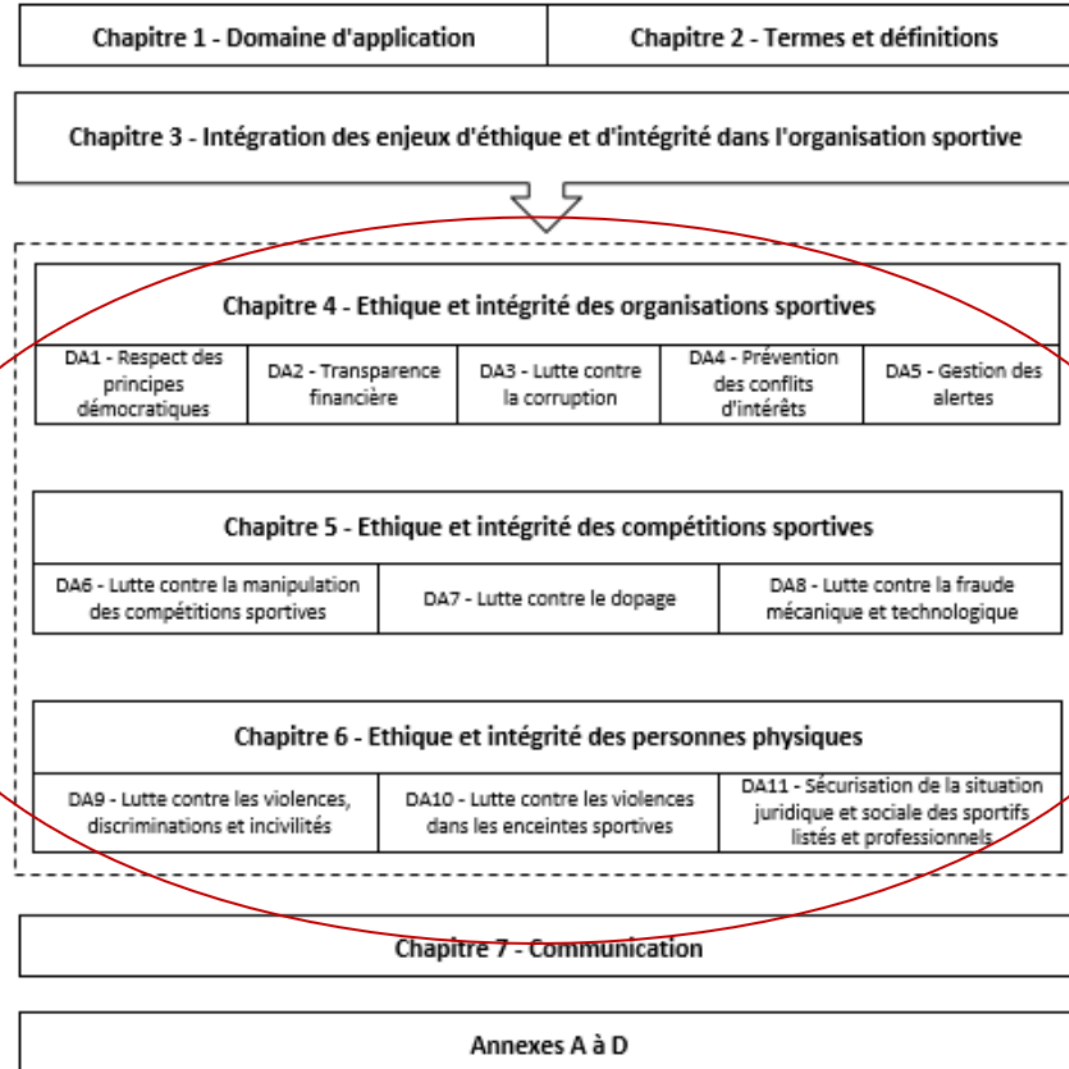 Chapitre 1 - Domaine d'application
Chapitre 2 - Termes et définitions
Chapitre 3 - Intégration des enjeux d'éthique et d'intégrité dans l'organisation sportive
Chapitre 4 - Ethique et intégrité des organisations sportives
DA1 - Respect des
principes
démocratiques
DA2 - Transparence
financière
DA3 - Lutte contre
la corruption
DA4 - Prévention
des conflits
d'intérêts
DA5 - Gestion des
alertes
Chapitre 5 - Ethique et intégrité des compétitions sportives
DA6 - Lutte contre la manipulation
des compétitions sportives
DA7 - Lutte contre le dopage
DA8 - Lutte contre la fraude
mécanique et technologique
Chapitre 6 - Ethique et intégrité des personnes physiques
DA9 - Lutte contre les violences,
discriminations et incivilités
DA10 - Lutte contre les violences
dans les enceintes sportives
DA11 - Sécurisation de la situation
juridique et sociale des sportifs
listés et professionnels
Chapitre 7 - Communication
Annexes A à D